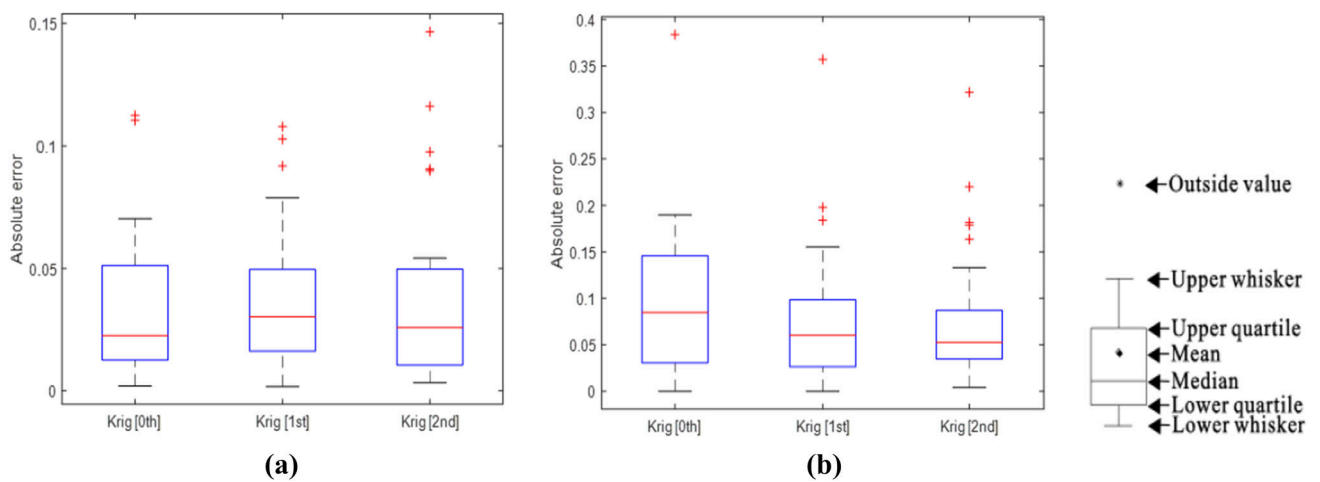 0.15
0.1
0.05
0
Absolute error
Krig [0th]
Krig [1st]
Krig [2nd]
(a)
0.4
0.35
0.3
0.25
0.2
0.15
0.1
0.05
0
Absolute error
Krig [0th]
Krig [1st]
Krig [2nd]
(b)
Outside value
Upper whisker
Upper quartile
Mean
Median
Lower quartile
Lower whisker